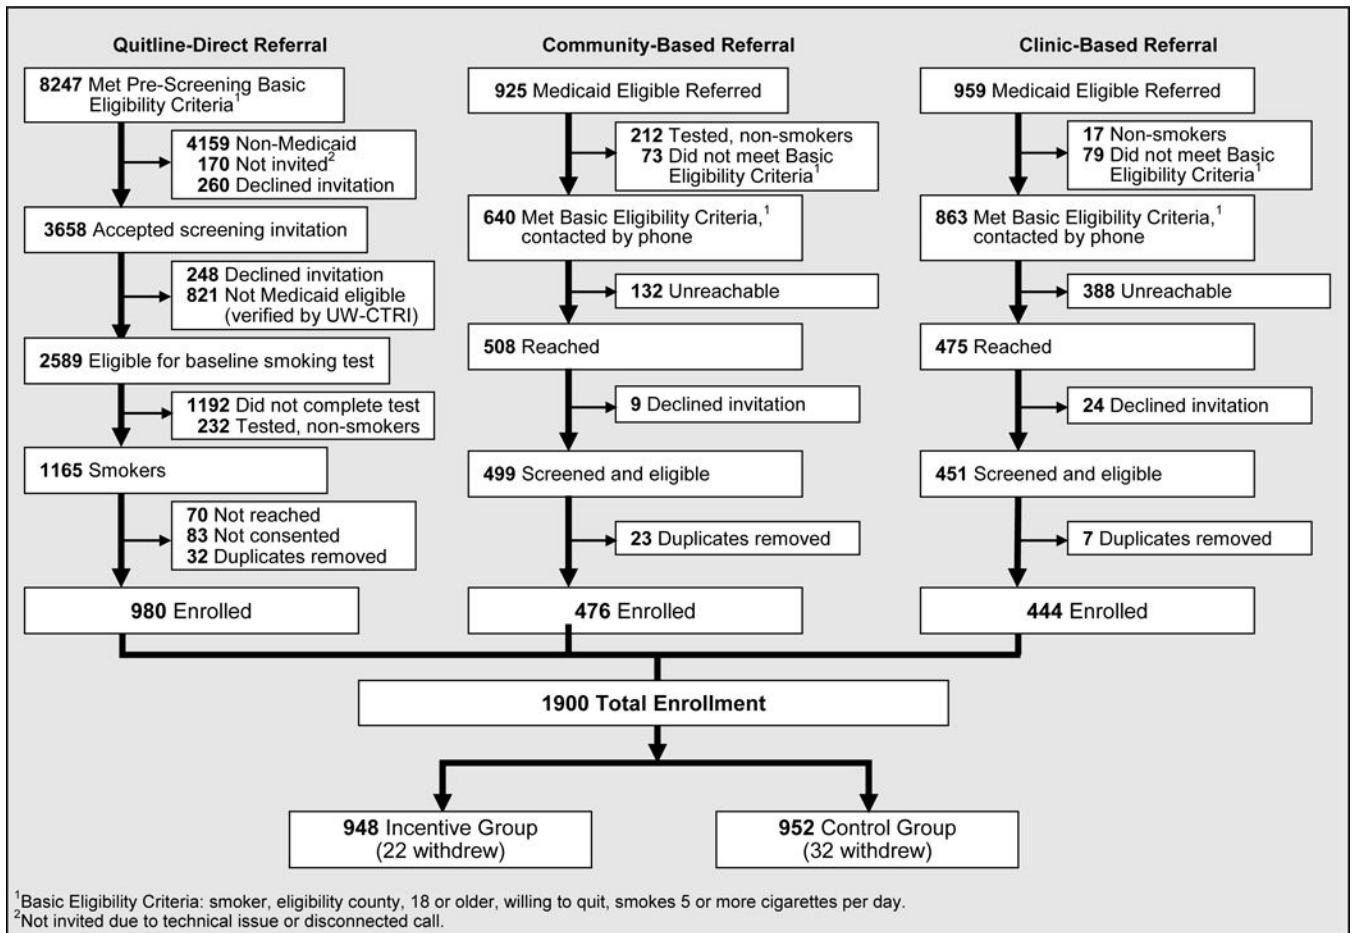 Quitline-Direct Referral
8247 Met Pre-Screening Basic
Eligibility Criteria1
4159 Non-Medicaid
170 Not invited2
260 Declined invitation
3658 Accepted screening invitation
248 Declined invitation
821 Not Medicaid eligible
(verified by UW-CTRI)
2589 Eligible for baseline smoking test
1192 Did not complete test
232 Tested, non-smokers
1165 Smokers
70 Not reached
83 Not consented
32 Duplicates removed
980 Enrolled
Community-Based Referral
925 Medicaid Eligible Referred
212 Tested, non-smokers
73 Did not meet Basic
Eligibility Criteria1
640 Met Basic Eligibility Criteria,1
contacted by phone
132 Unreachable
508 Reached
9 Declined invitation
499 Screened and eligible
23 Duplicates removed
476 Enrolled
Clinic-Based Referral
959 Medicaid Eligible Referred
17 Non-smokers
79 Did not meet Basic
Eligibility Criteria1
863 Met Basic Eligibility Criteria,1
contacted by phone
388 Unreachable
475 Reached
24 Declined invitation
451 Screened and eligible
7 Duplicates removed
444 Enrolled
1900 Total Enrollment
948 Incentive Group
(22 withdrew)
952 Control Group
(32 withdrew)
1Basic Eligibility Criteria: smoker, eligibility county, 18 or older, willing to quit, smokes 5 or more cigarettes per day.
2Not invited due to technical issue or disconnected call.